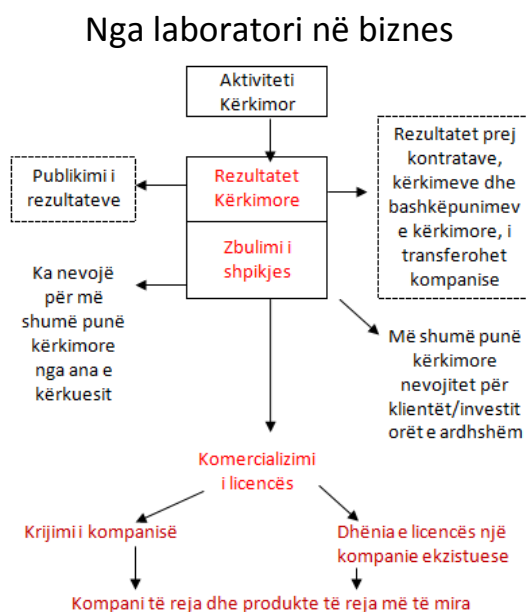 Nga laboratori në biznes
Aktiviteti
Kërkimor
Publikimi i
rezultateve
Rezultatet
Kërkimore
Rezultatet prej
kontratave,
kërkimeve dhe
bashkëpunimev
e kërkimore, i
transferohet
kompanise
Zbulimi i
shpikjes
Ka nevojë
për më
shumë punë
kërkimore
nga ana e
kërkuesit
Më shumë punë
kërkimore
nevojitet për
klientët/investit
orët e ardhshëm
Komercializimi
i licencës
Krijimi i kompanisë
Dhënia e licencës një
kompanie ekzistuese
Kompani të reja dhe produkte të reja më të mira